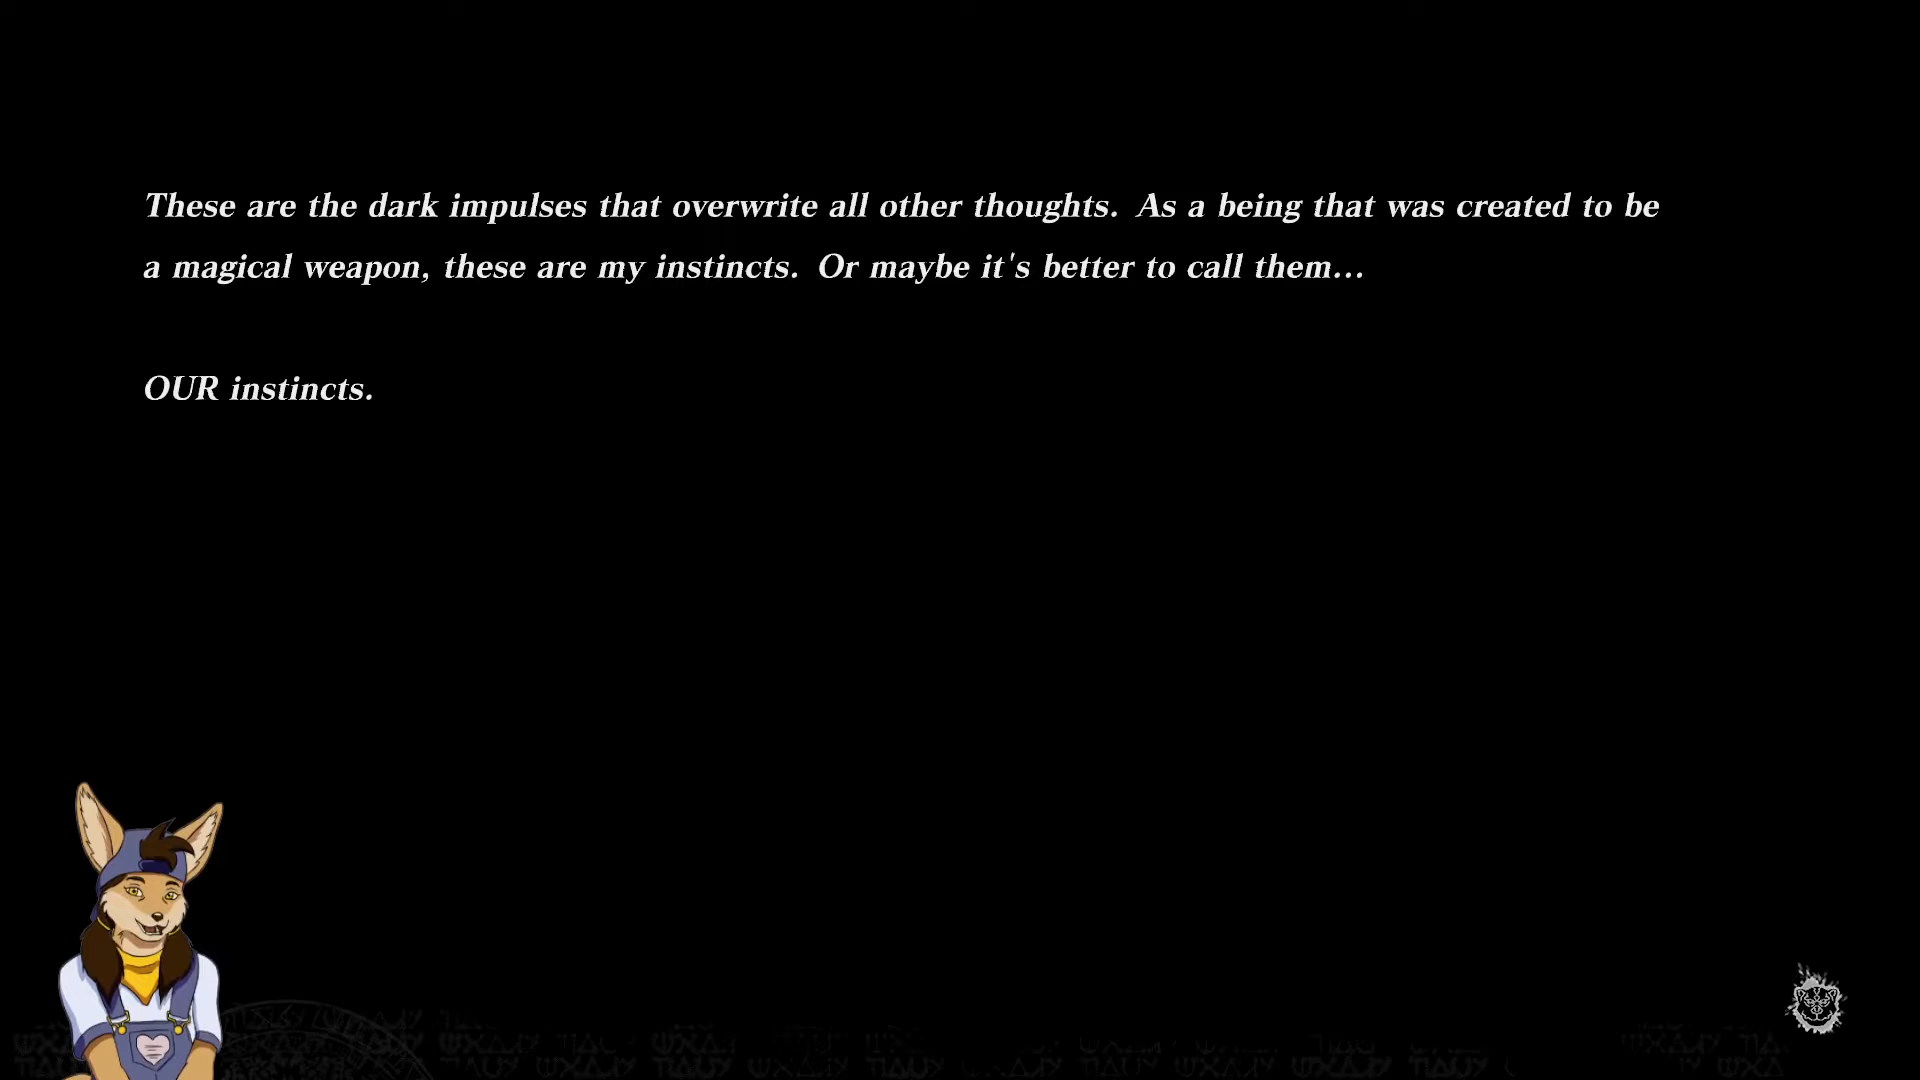 These are the dark impulses that overwrite all other thoughts. As a being that was created to be
a magical weapon, these are my instincts. Or maybe it's better to call them...
OUR instincts.